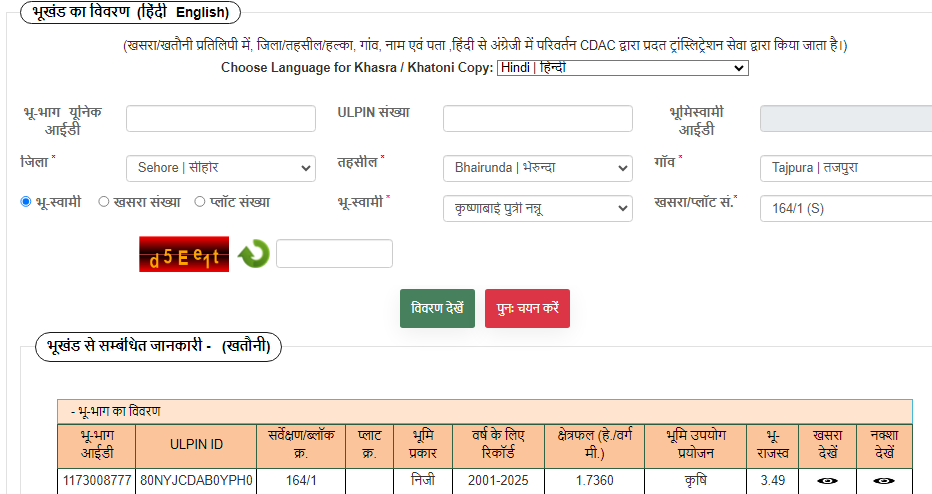 भूखंड का विवरण (हिंदी English)
(खसरा/खतौनी प्रतिलिपी में, जिला/तहसील/हल्का, गांव, नाम एवं पता ,हिंदी से अंग्रेजी में परिवर्तन CDAC द्वारा प्रदत ट्रांस्लिट्रेशन सेवा द्वारा किया जाता है।)
Choose Language for Khasra / Khatoni Copy: Hindi | हिन्दी
भू-भाग यूनिक आईडी
ULPIN संख्या
भूमिस्वामी आईडी
जिला * Sehore | सीहोर तहसील * Bhairunda | भेरुन्दा गाँव * Tajpura | तजपुरा
भू-स्वामी खसरा संख्या प्लॉट संख्या भू-स्वामी * कृष्णाबाई पुत्री नन्नू खसरा/प्लॉट सं.* 164/1 (S)
d5Ee1t
विवरण देखें पुनः चयन करें
भूखंड से सम्बंधित जानकारी - (खतौनी)
- भू-भाग का विवरण
भू-भाग आईडी ULPIN ID सर्वेक्षण/ब्लॉक क्र. प्लाट क्र. भूमि प्रकार वर्ष के लिए रिकॉर्ड क्षेत्रफल (हे./वर्ग मी.) भूमि उपयोग प्रयोजन भू-राजस्व खसरा देखें नक्शा देखें
1173008777 80NYJCDAB0YPH0 164/1 निजी 2001-2025 1.7360 कृषि 3.49